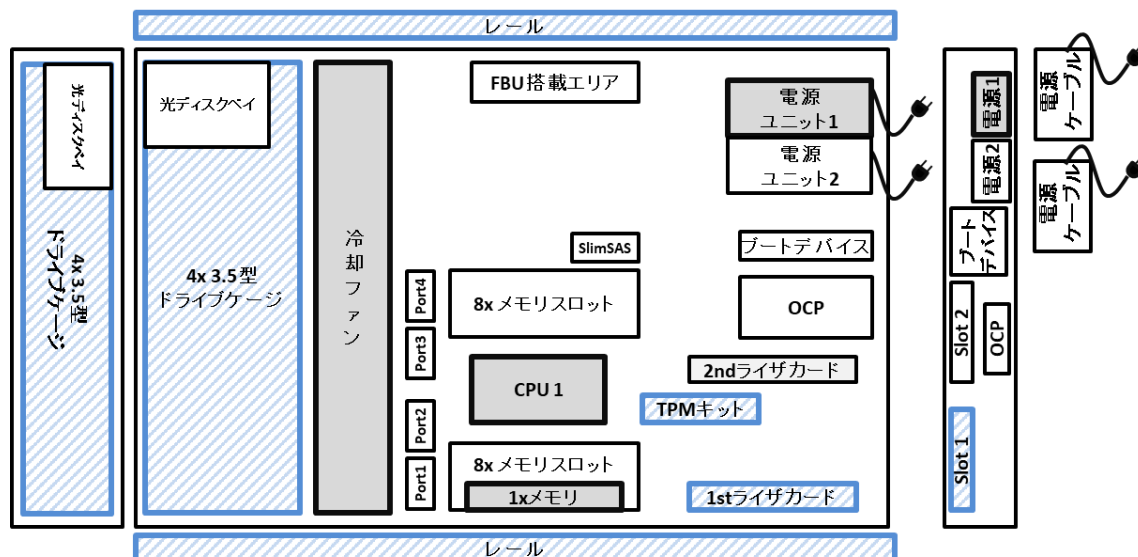 レール
光ディスクベイ
4x 3.5型
ドライブケージ
光ディスクベイ
4x 3.5型
ドライブケージ
冷却ファン
FBU搭載エリア
電源
ユニット1
電源
ユニット2
SlimSAS
ブートデバイス
Port4
Port3
8xメモリスロット
OCP
CPU 1
2ndライザカード
TPMキット
Port2
Port1
8xメモリスロット
1xメモリ
1stライザカード
レール
電源1
電源2
ブート
デバイス
Slot 2
OCP
Slot 1
電源
ケーブル
電源
ケーブル